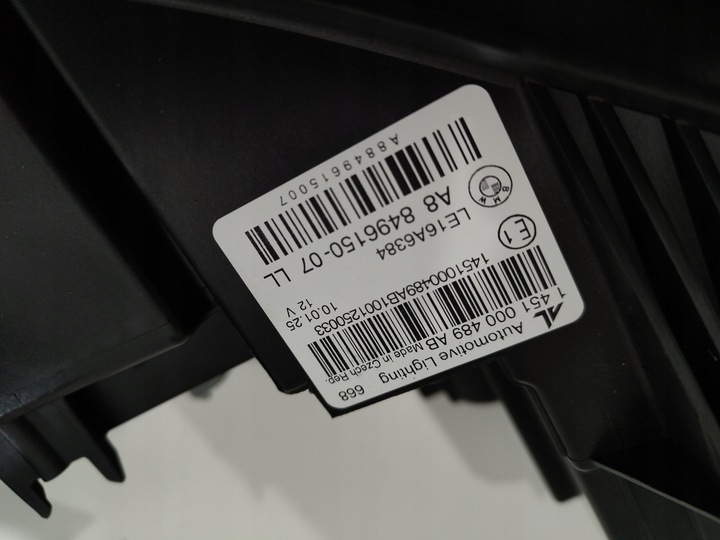 AL Automotive Lighting 668
1 451 000 489 AB Made in Czech Rep.
1451000489AB1001250033
10.01.25
12 V
E1
LE16A6384
BMW
A8 8496150-07 LL
A8849615007